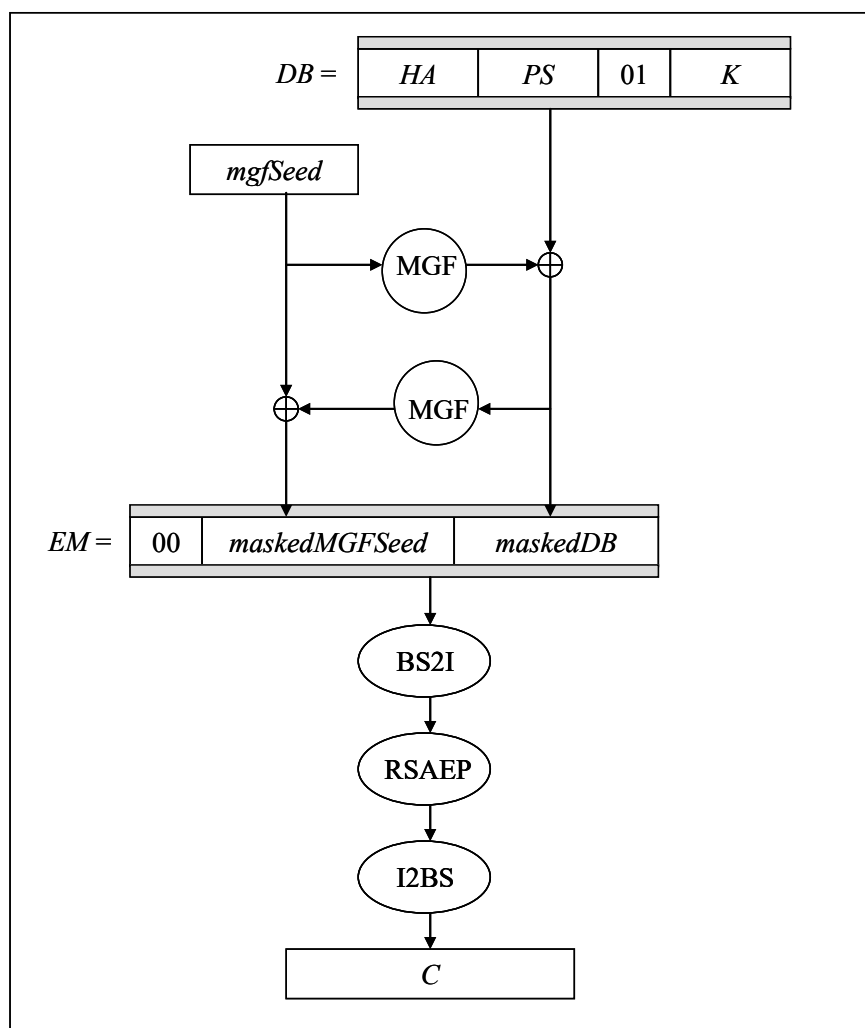 DB = HA PS 01 K
mgfSeed
MGF
MGF
EM = 00 maskedMGFSeed maskedDB
BS2I
RSAEP
I2BS
C